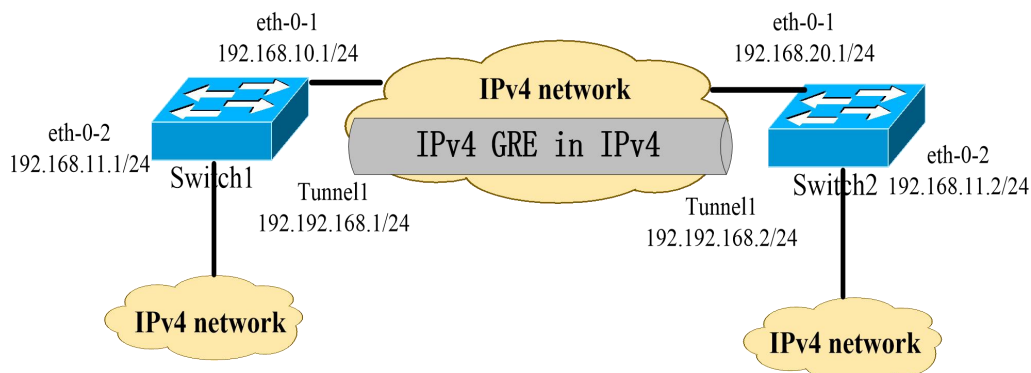 eth-0-1
192.168.10.1/24
eth-0-1
192.168.20.1/24
IPv4 network
eth-0-2
192.168.11.1/24
Switch1
IPv4 GRE in IPv4
Switch2
eth-0-2
192.168.11.2/24
Tunnel1
192.192.168.1/24
Tunnel1
192.192.168.2/24
IPv4 network
IPv4 network